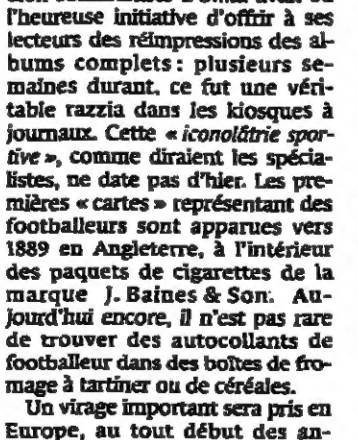 l'heureuse initiative d'offrir à ses
lecteurs des réimpressions des al-
bums complets : plusieurs se-
maines durant, ce fut une véri-
table razzia dans les kiosques à
journaux. Cette « iconolâtrie spor-
tive », comme diraient les spécia-
listes, ne date pas d'hier. Les pre-
mières « cartes » représentant des
footballeurs sont apparues vers
1889 en Angleterre, à l'intérieur
des paquets de cigarettes de la
marque J. Baines & Son. Au-
jourd'hui encore, il n'est pas rare
de trouver des autocollants de
footballeur dans des boîtes de fro-
mage à tartiner ou de céréales.
Un virage important sera pris en
Europe, au tout début des an-